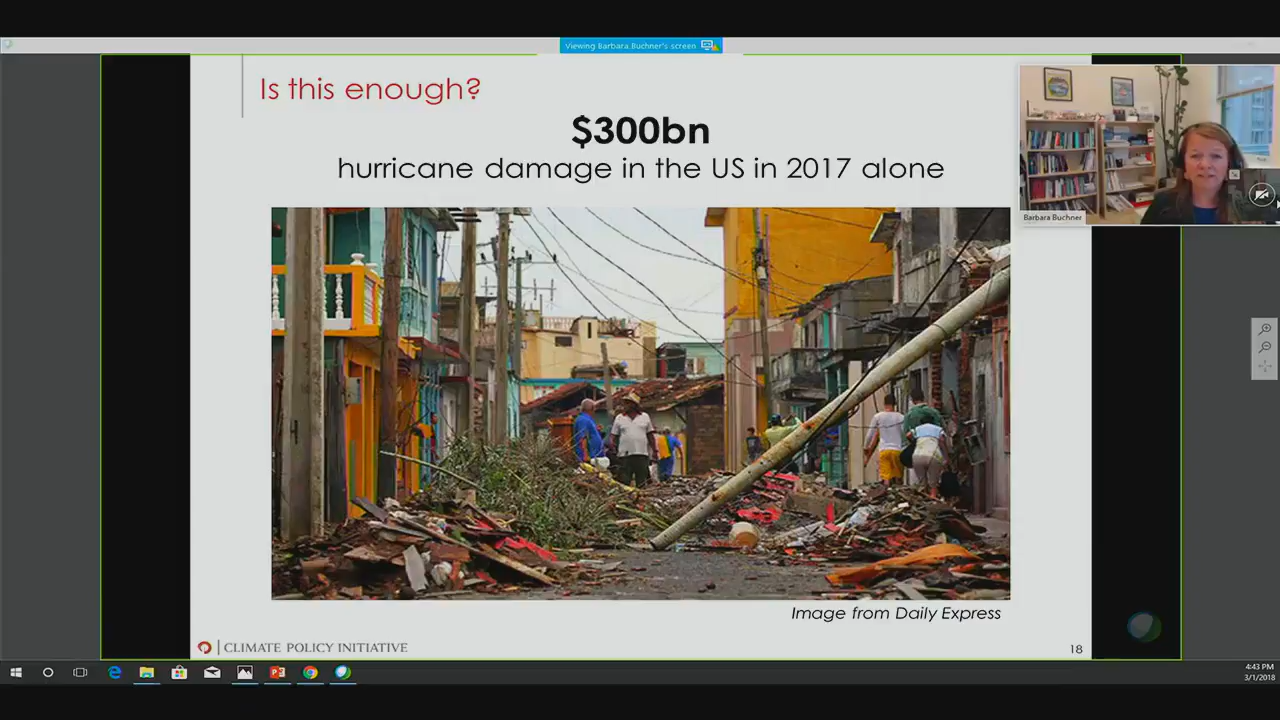 Viewing Barbara Buchner's screen
Is this enough?
$300bn
hurricane damage in the US in 2017 alone
Barbara Buchner
Image from Daily Express
CLIMATE POLICY INITIATIVE
18
4:43 PM
3/1/2018